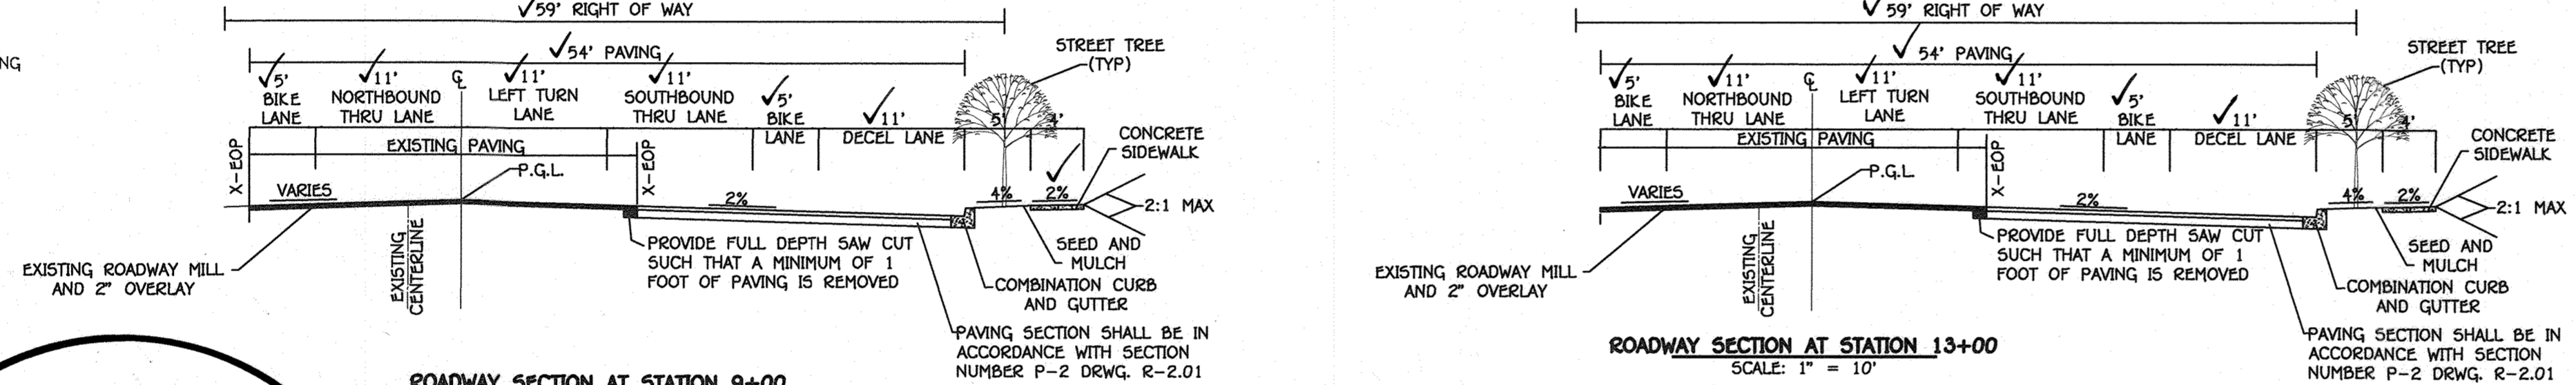 NG
59' RIGHT OF WAY
54' PAVING
5'
BIKE
LANE
11'
NORTHBOUND
THRU LANE
℄
11'
LEFT TURN
LANE
11'
SOUTHBOUND
THRU LANE
5'
BIKE
LANE
11'
DECEL LANE
STREET TREE
(TYP)
5'
4'
CONCRETE
SIDEWALK
EXISTING PAVING
X-EOP
X-EOP
P.G.L.
VARIES
2%
4%
2%
2:1 MAX
EXISTING
CENTERLINE
PROVIDE FULL DEPTH SAW CUT
SUCH THAT A MINIMUM OF 1
FOOT OF PAVING IS REMOVED
SEED AND
MULCH
EXISTING ROADWAY MILL
AND 2" OVERLAY
COMBINATION CURB
AND GUTTER
PAVING SECTION SHALL BE IN
ACCORDANCE WITH SECTION
NUMBER P-2 DRWG. R-2.01
ROADWAY SECTION AT STATION 9+00
59' RIGHT OF WAY
54' PAVING
5'
BIKE
LANE
11'
NORTHBOUND
THRU LANE
℄
11'
LEFT TURN
LANE
11'
SOUTHBOUND
THRU LANE
5'
BIKE
LANE
11'
DECEL LANE
STREET TREE
(TYP)
5'
4'
CONCRETE
SIDEWALK
EXISTING PAVING
X-EOP
P.G.L.
VARIES
2%
4%
2%
2:1 MAX
EXISTING
CENTERLINE
PROVIDE FULL DEPTH SAW CUT
SUCH THAT A MINIMUM OF 1
FOOT OF PAVING IS REMOVED
SEED AND
MULCH
EXISTING ROADWAY MILL
AND 2" OVERLAY
COMBINATION CURB
AND GUTTER
PAVING SECTION SHALL BE IN
ACCORDANCE WITH SECTION
NUMBER P-2 DRWG. R-2.01
ROADWAY SECTION AT STATION 13+00
SCALE: 1" = 10'